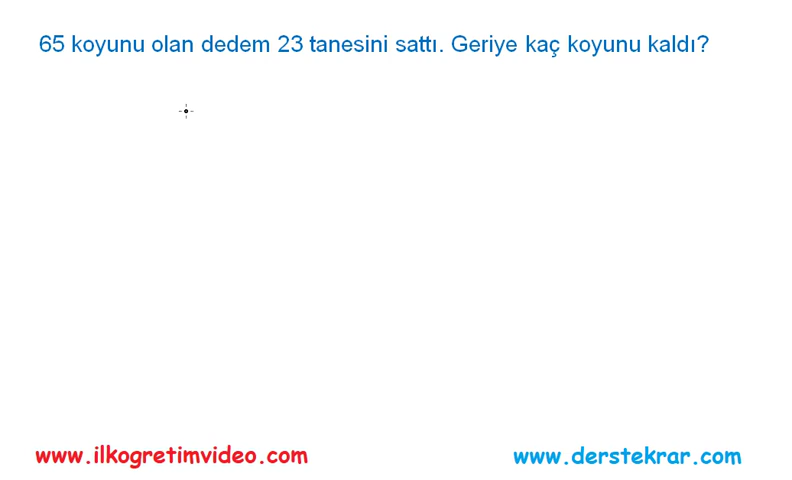 65 koyunu olan dedem 23 tanesini sattı. Geriye kaç koyunu kaldı?
www.ilkogretimvideo.com
www.derstekrar.com